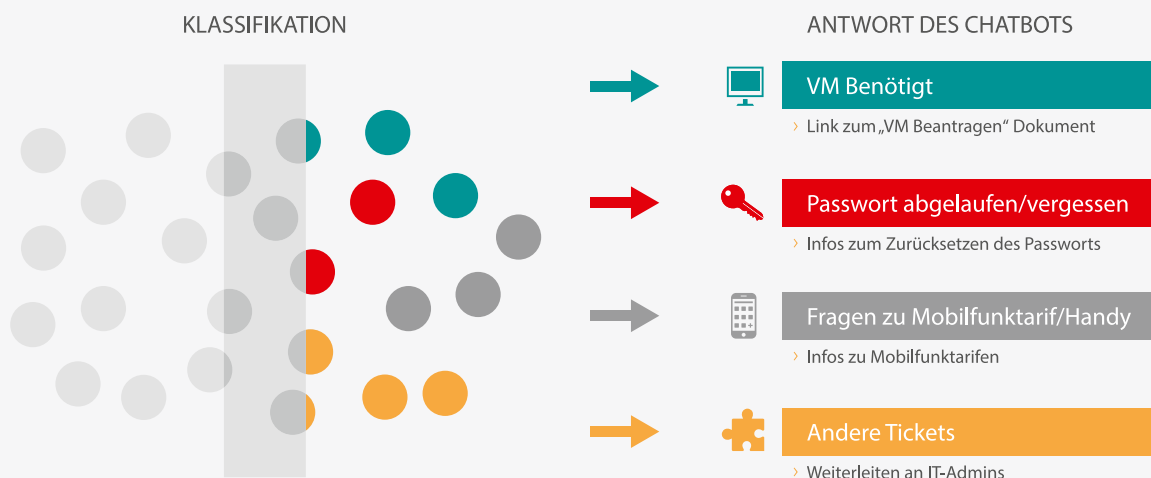 KLASSIFIKATION
ANTWORT DES CHATBOTS
VM Benötigt
› Link zum „VM Beantragen“ Dokument
Passwort abgelaufen/vergessen
› Infos zum Zurücksetzen des Passworts
Fragen zu Mobilfunktarif/Handy
› Infos zu Mobilfunktarifen
Andere Tickets
› Weiterleiten an IT-Admins